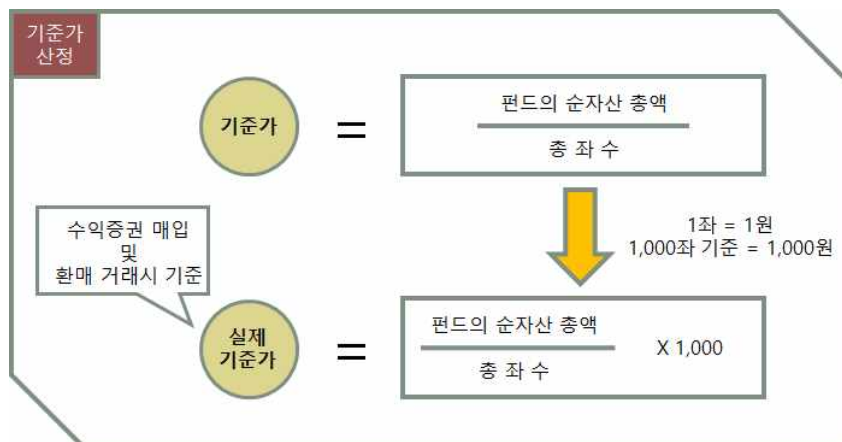 기준가
산정
기준가
=
펀드의 순자산 총액
총 좌 수
1좌 = 1원
1,000좌 기준 = 1,000원
수익증권 매입
및
환매 거래시 기준
실제
기준가
=
펀드의 순자산 총액
총 좌 수
X 1,000